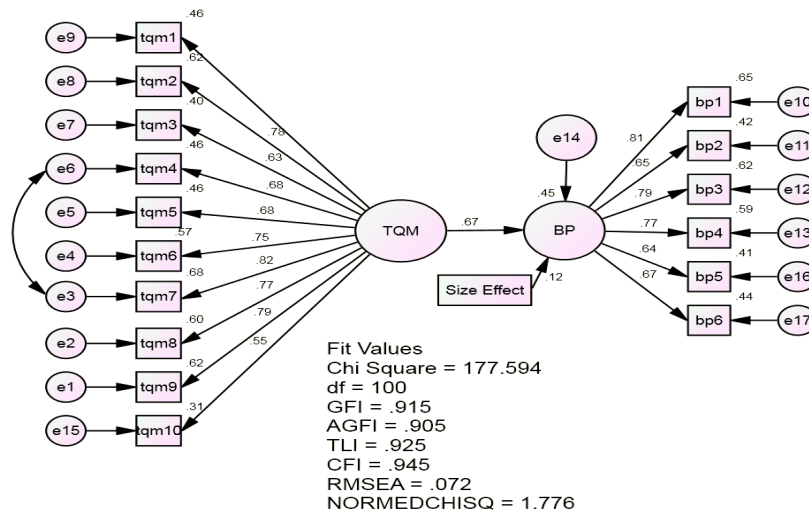 .46
e9 tqm1
.62
e8 tqm2
.40
e7 tqm3
.46
e6 tqm4
.46
e5 tqm5
.57
e4 tqm6
.68
e3 tqm7
.60
e2 tqm8
.62
e1 tqm9
.31
e15 tqm10
.78
.63
.68
.68
.75
.82
.77
.79
.55
TQM
.67
e14
.45
BP
Size Effect
.12
.81
.65
.79
.77
.64
.67
.65
bp1 e10
.42
bp2 e11
.62
bp3 e12
.59
bp4 e13
.41
bp5 e16
.44
bp6 e17
Fit Values
Chi Square = 177.594
df = 100
GFI = .915
AGFI = .905
TLI = .925
CFI = .945
RMSEA = .072
NORMEDCHISQ = 1.776